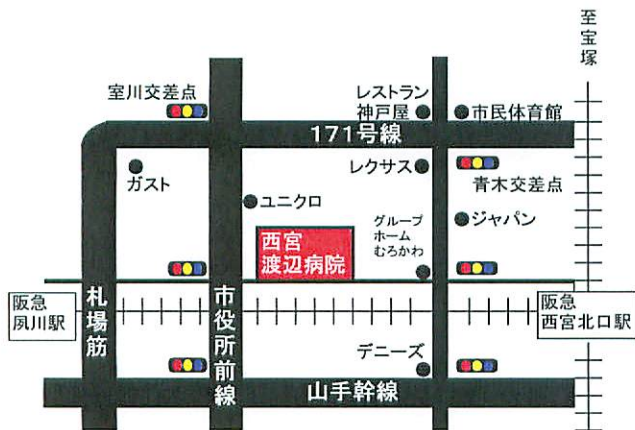 至宝塚
室川交差点
レストラン
神戸屋
市民体育館
171号線
ガスト
レクサス
青木交差点
ユニクロ
ジャパン
西宮
渡辺病院
グループ
ホーム
むろかわ
阪急
夙川駅
札場筋
市役所前線
阪急
西宮北口駅
デニーズ
山手幹線